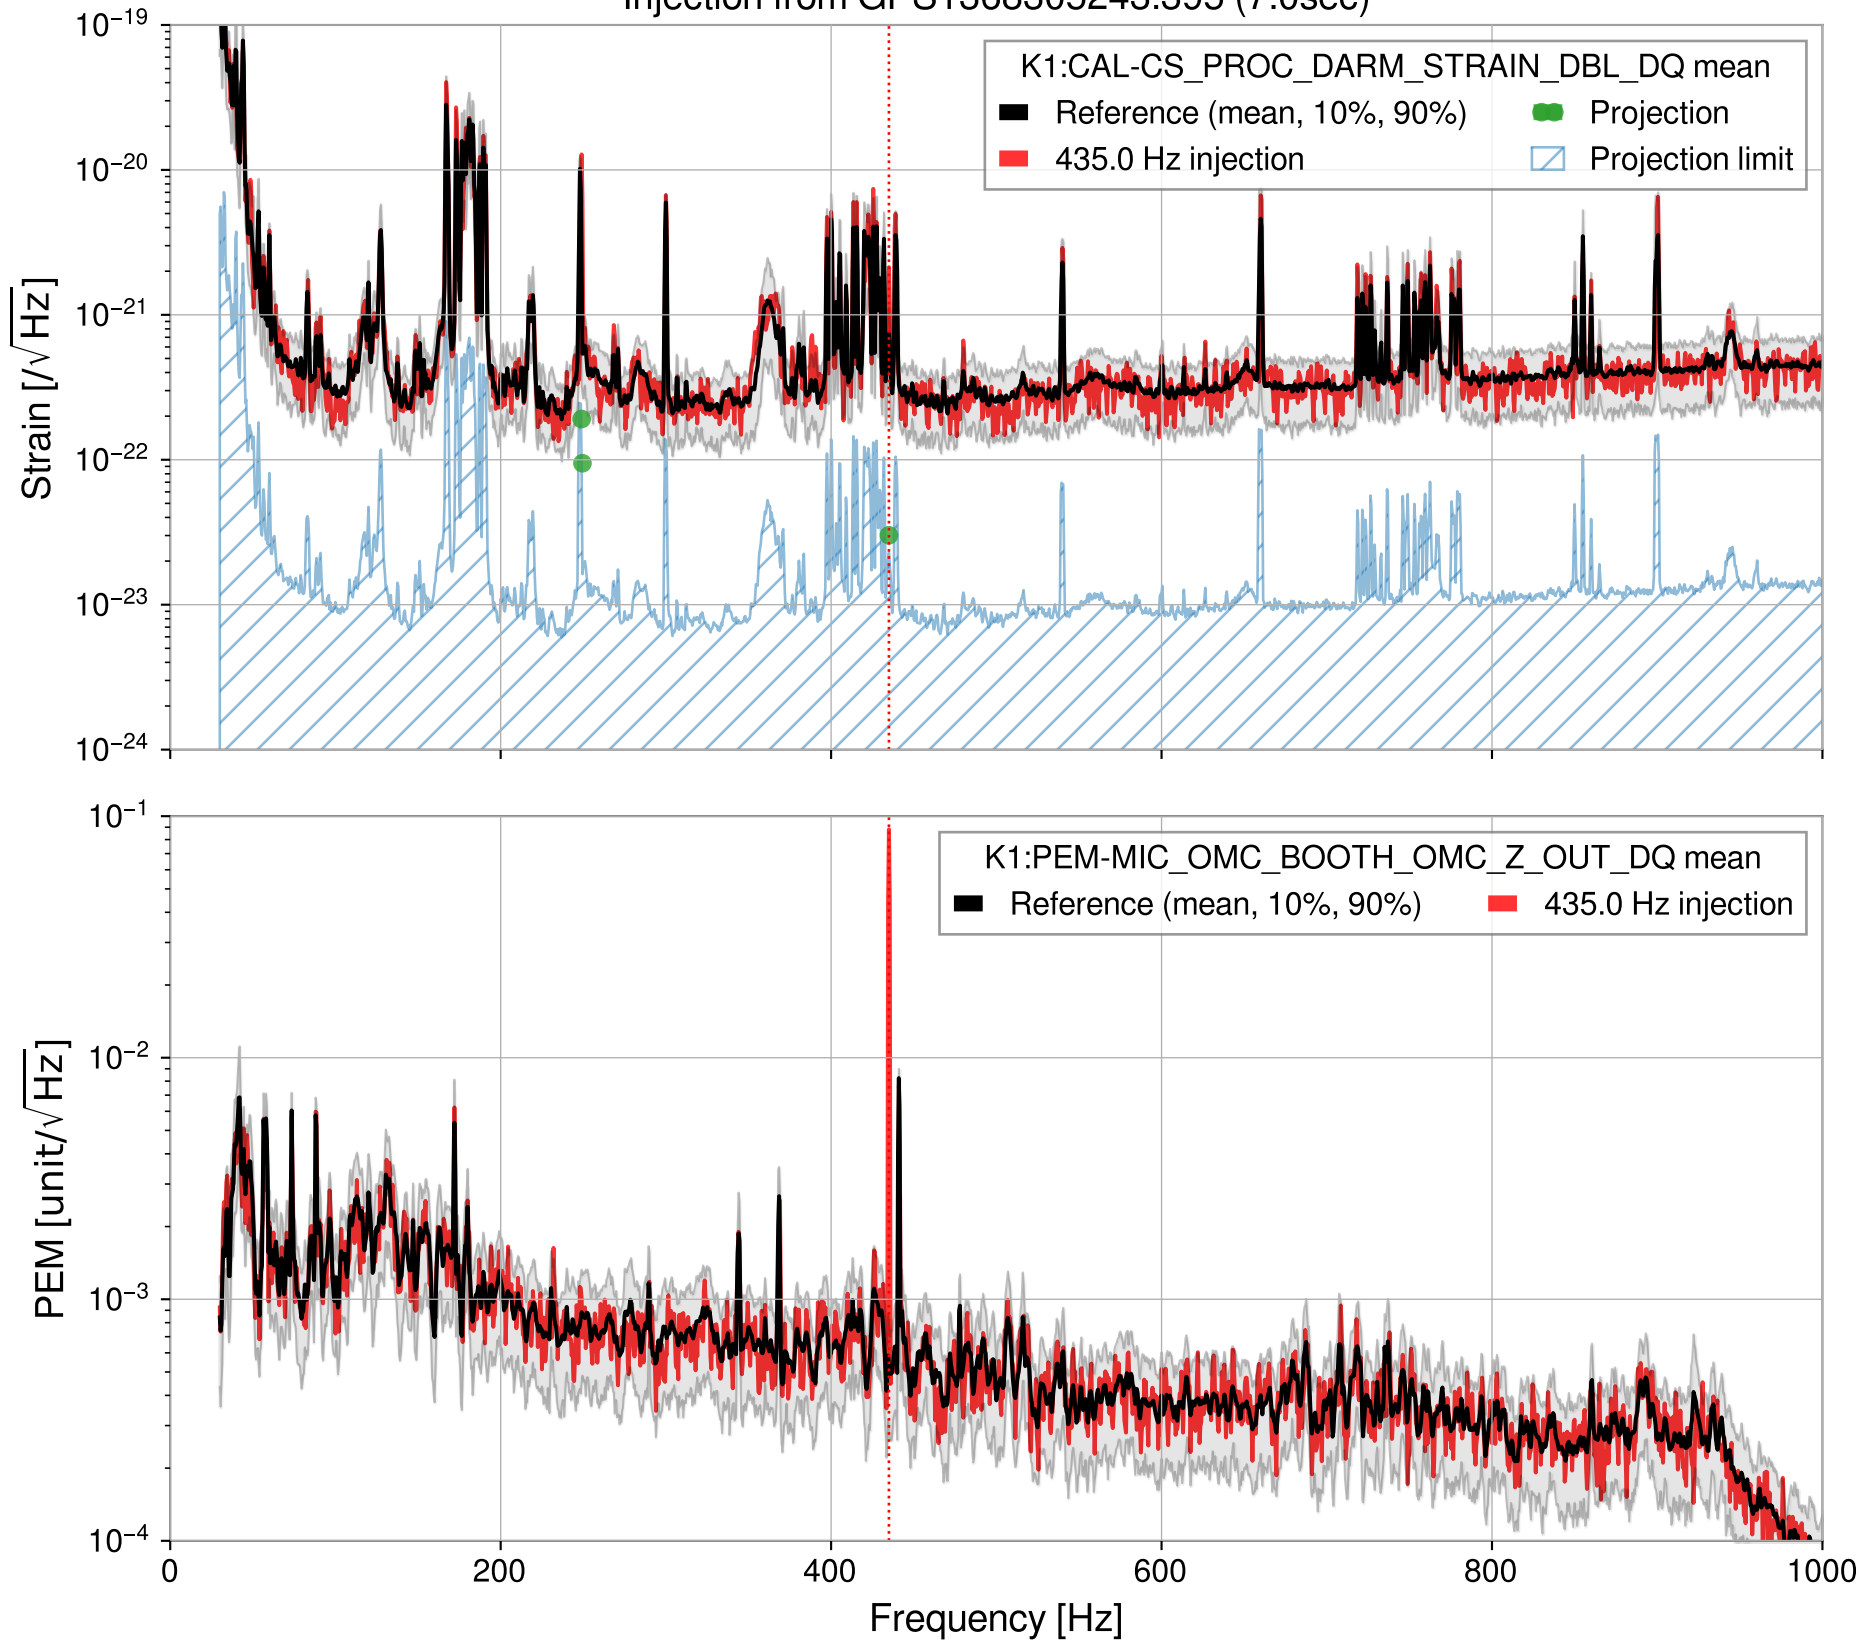 10⁻¹⁹
10⁻²⁰
10⁻²¹
10⁻²²
10⁻²³
10⁻²⁴
Strain [/√Hz]
K1:CAL-CS_PROC_DARM_STRAIN_DBL_DQ mean
Reference (mean, 10%, 90%)
Projection
435.0 Hz injection
Projection limit
10⁻¹
10⁻²
10⁻³
10⁻⁴
PEM [unit/√Hz]
K1:PEM-MIC_OMC_BOOTH_OMC_Z_OUT_DQ mean
Reference (mean, 10%, 90%)
435.0 Hz injection
0 200 400 600 800 1000
Frequency [Hz]